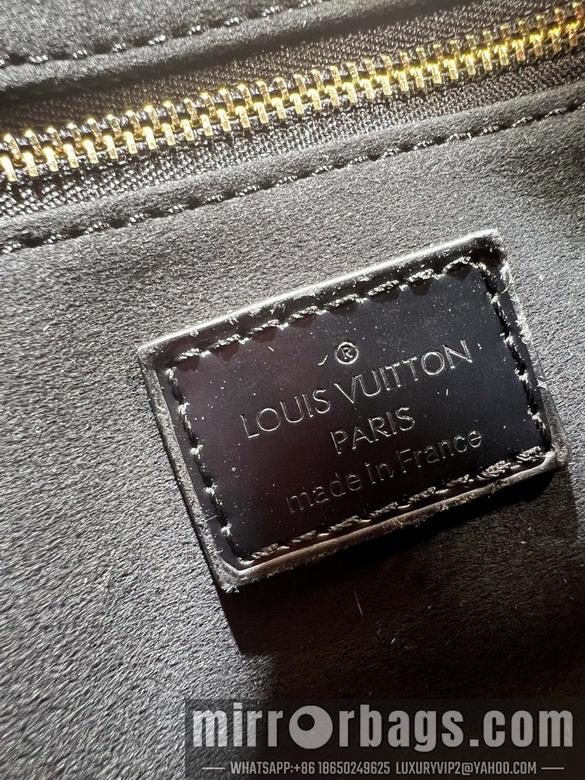 ®
LOUIS VUITTON
PARIS
made in France
mirrorbags.com
— WHATSAPP:+86 18650249625 LUXURYVIP2@YAHOO.COM —